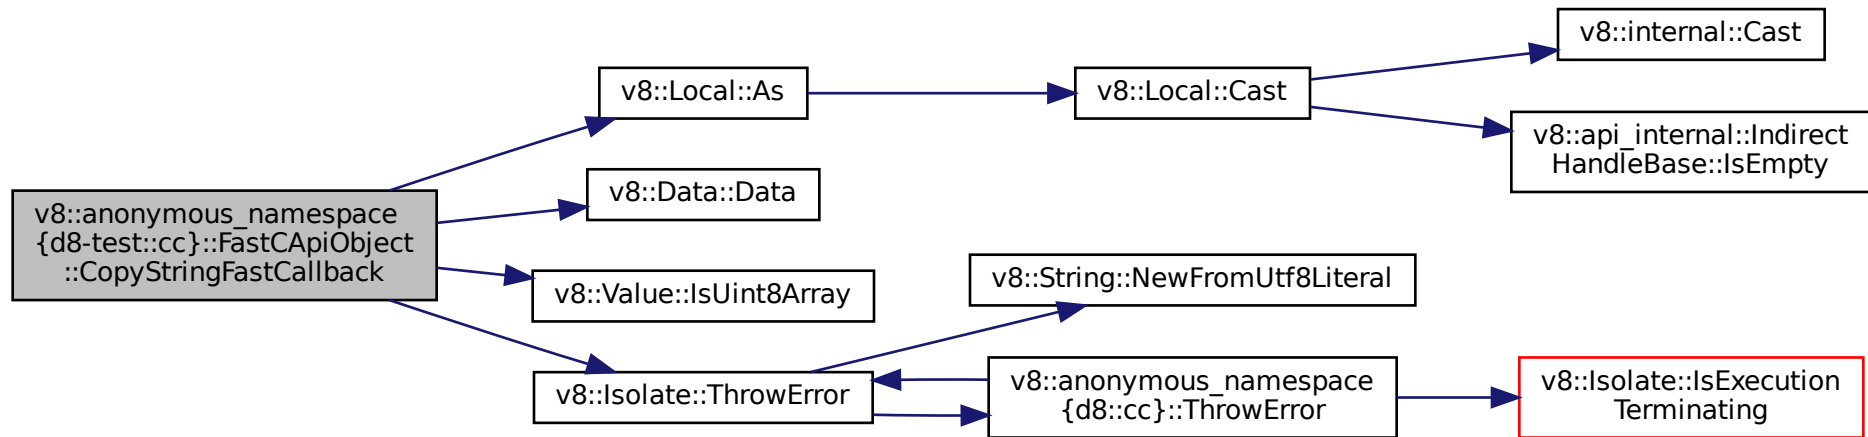 v8::anonymous_namespace
{d8-test::cc}::FastCApiObject
::CopyStringFastCallback
v8::Local::As
v8::Local::Cast
v8::internal::Cast
v8::api_internal::Indirect
HandleBase::IsEmpty
v8::Data::Data
v8::Value::IsUint8Array
v8::Isolate::ThrowError
v8::String::NewFromUtf8Literal
v8::anonymous_namespace
{d8::cc}::ThrowError
v8::Isolate::IsExecution
Terminating